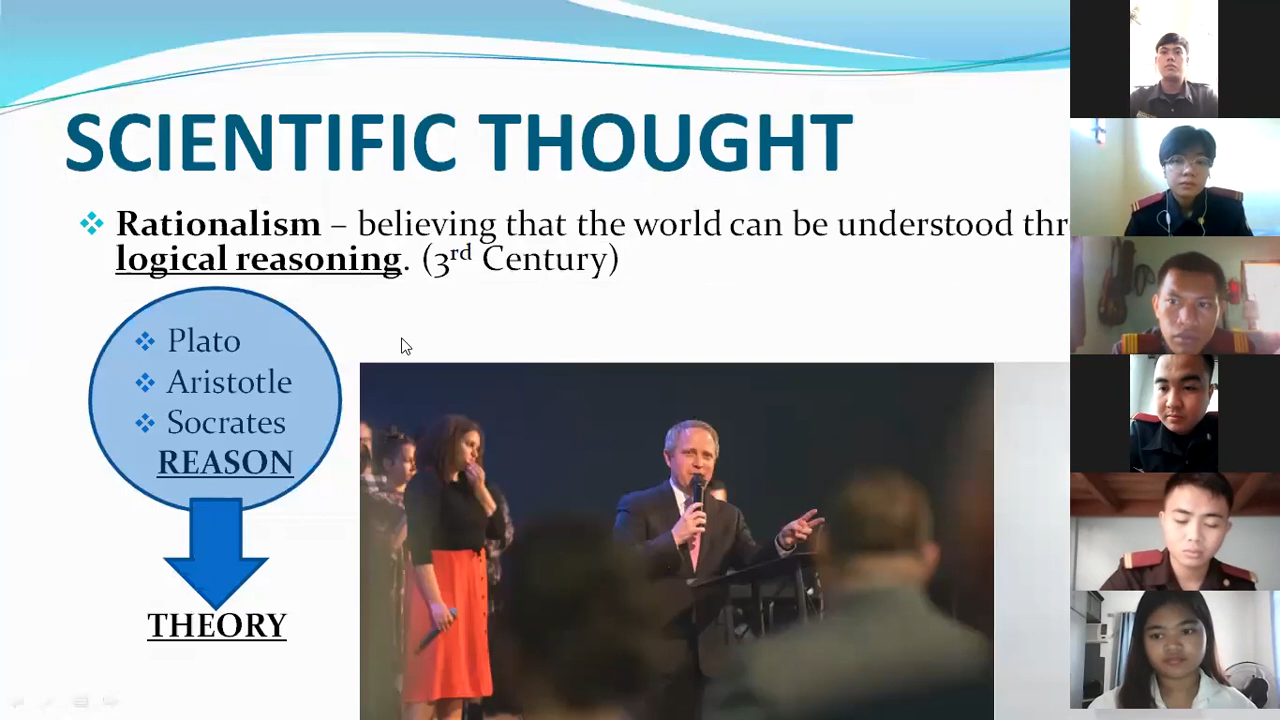 SCIENTIFIC THOUGHT
❖ Rationalism – believing that the world can be understood
logical reasoning. (3rd Century)
❖ Plato
❖ Aristotle
❖ Socrates
REASON
THEORY